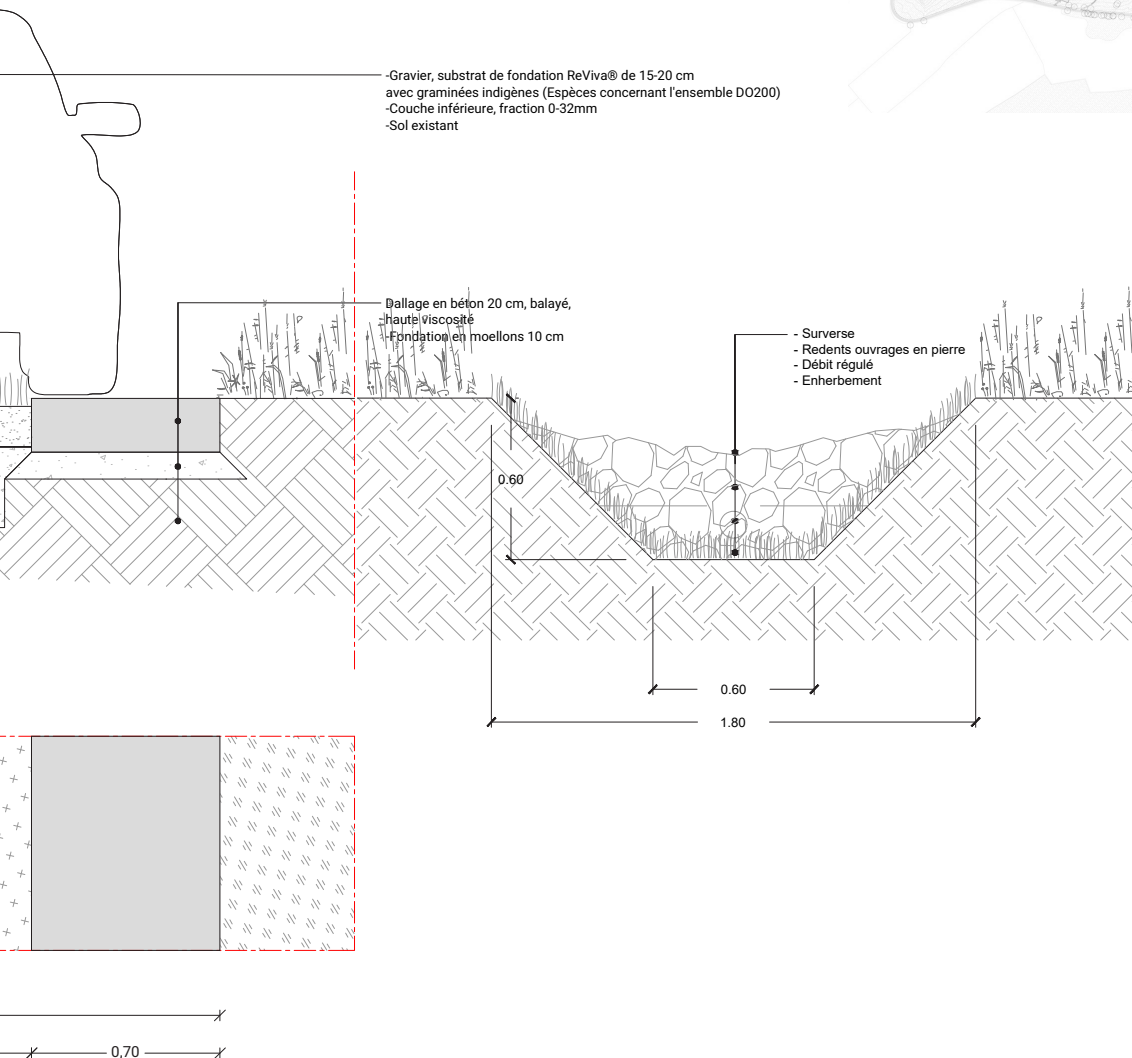 -Gravier, substrat de fondation ReViva® de 15-20 cm
avec graminées indigènes (Espèces concernant l'ensemble DO200)
-Couche inférieure, fraction 0-32mm
-Sol existant
Dallage en béton 20 cm, balayé,
haute viscosité
-Fondation en moellons 10 cm
- Surverse
- Redents ouvrages en pierre
- Débit régulé
- Enherbement
0.60
0.60
1.80
0,70